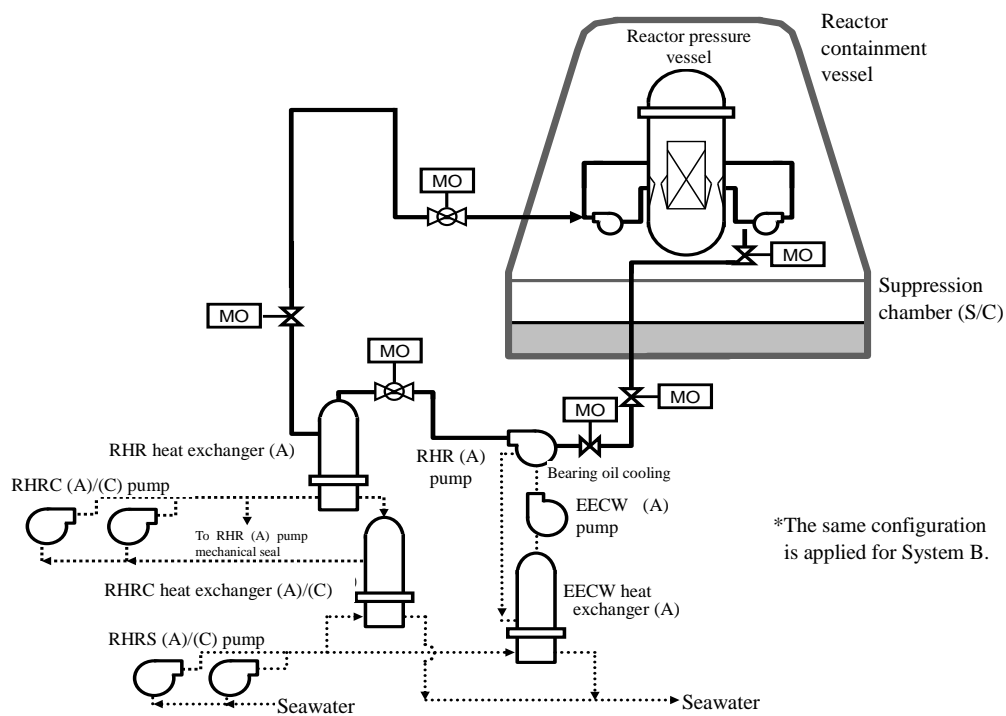 Reactor
containment
vessel
Reactor pressure
vessel
MO
MO
Suppression
chamber (S/C)
MO
MO
MO
MO
RHR heat exchanger (A)
RHR (A)
pump
Bearing oil cooling
RHRC (A)/(C) pump
EECW (A)
pump
To RHR (A) pump
mechanical seal
*The same configuration
is applied for System B.
RHRC heat exchanger (A)/(C)
EECW heat
exchanger (A)
RHRS (A)/(C) pump
Seawater
Seawater